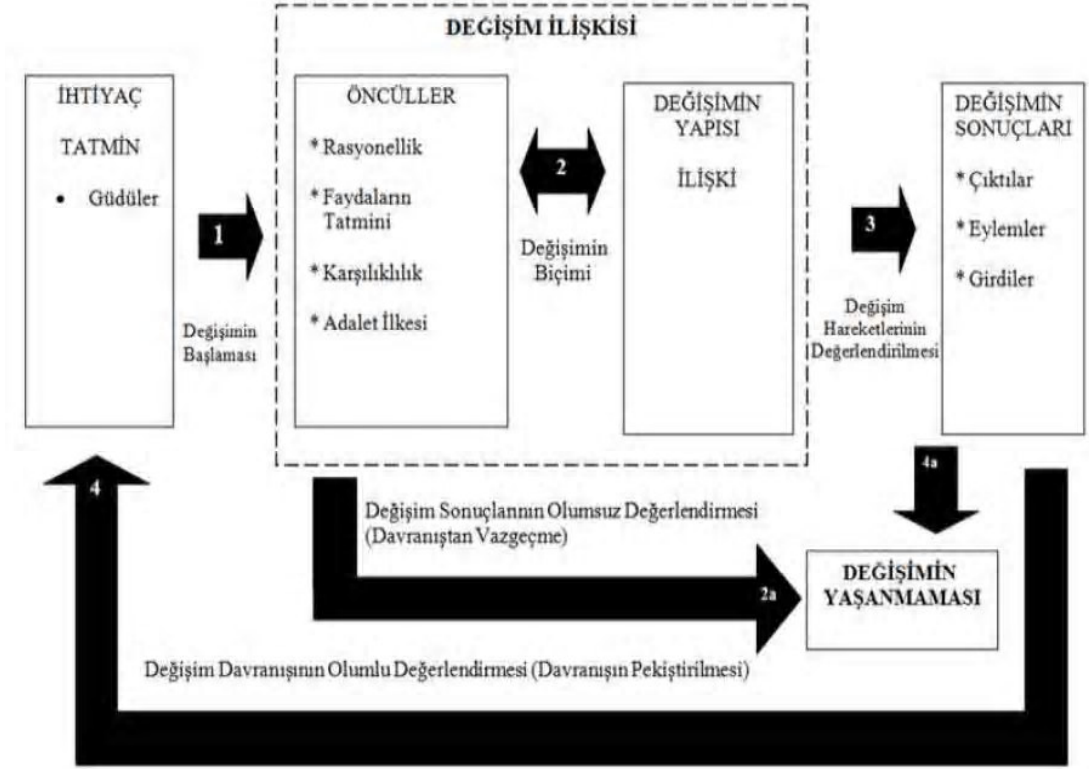 DEĞİŞİM İLİŞKİSİ
İHTİYAÇ
TATMİN
• Güdüler
1
Değişimin
Başlaması
ÖNCÜLLER
* Rasyonellik
* Faydaların
Tatmini
* Karşılıklılık
* Adalet İlkesi
2
Değişimin
Biçimi
DEĞİŞİMİN
YAPISI
İLİŞKİ
3
Değişim
Hareketlerinin
Değerlendirilmesi
DEĞİŞİMİN
SONUÇLARI
* Çıktılar
* Eylemler
* Girdiler
4
4a
Değişim Sonuçlarının Olumsuz Değerlendirmesi
(Davranıştan Vazgeçme)
2a
DEĞİŞİMİN
YAŞANMAMASI
Değişim Davranışının Olumlu Değerlendirmesi (Davranışın Pekiştirilmesi)